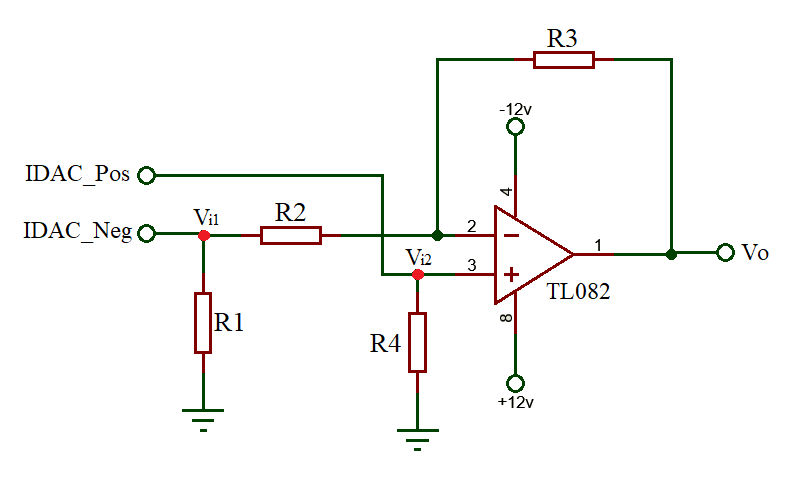 R3
-12v
4
IDAC_Pos
IDAC_Neg
Vi1
R2
2
Vi2
3
1
Vo
TL082
8
R1
R4
+12v